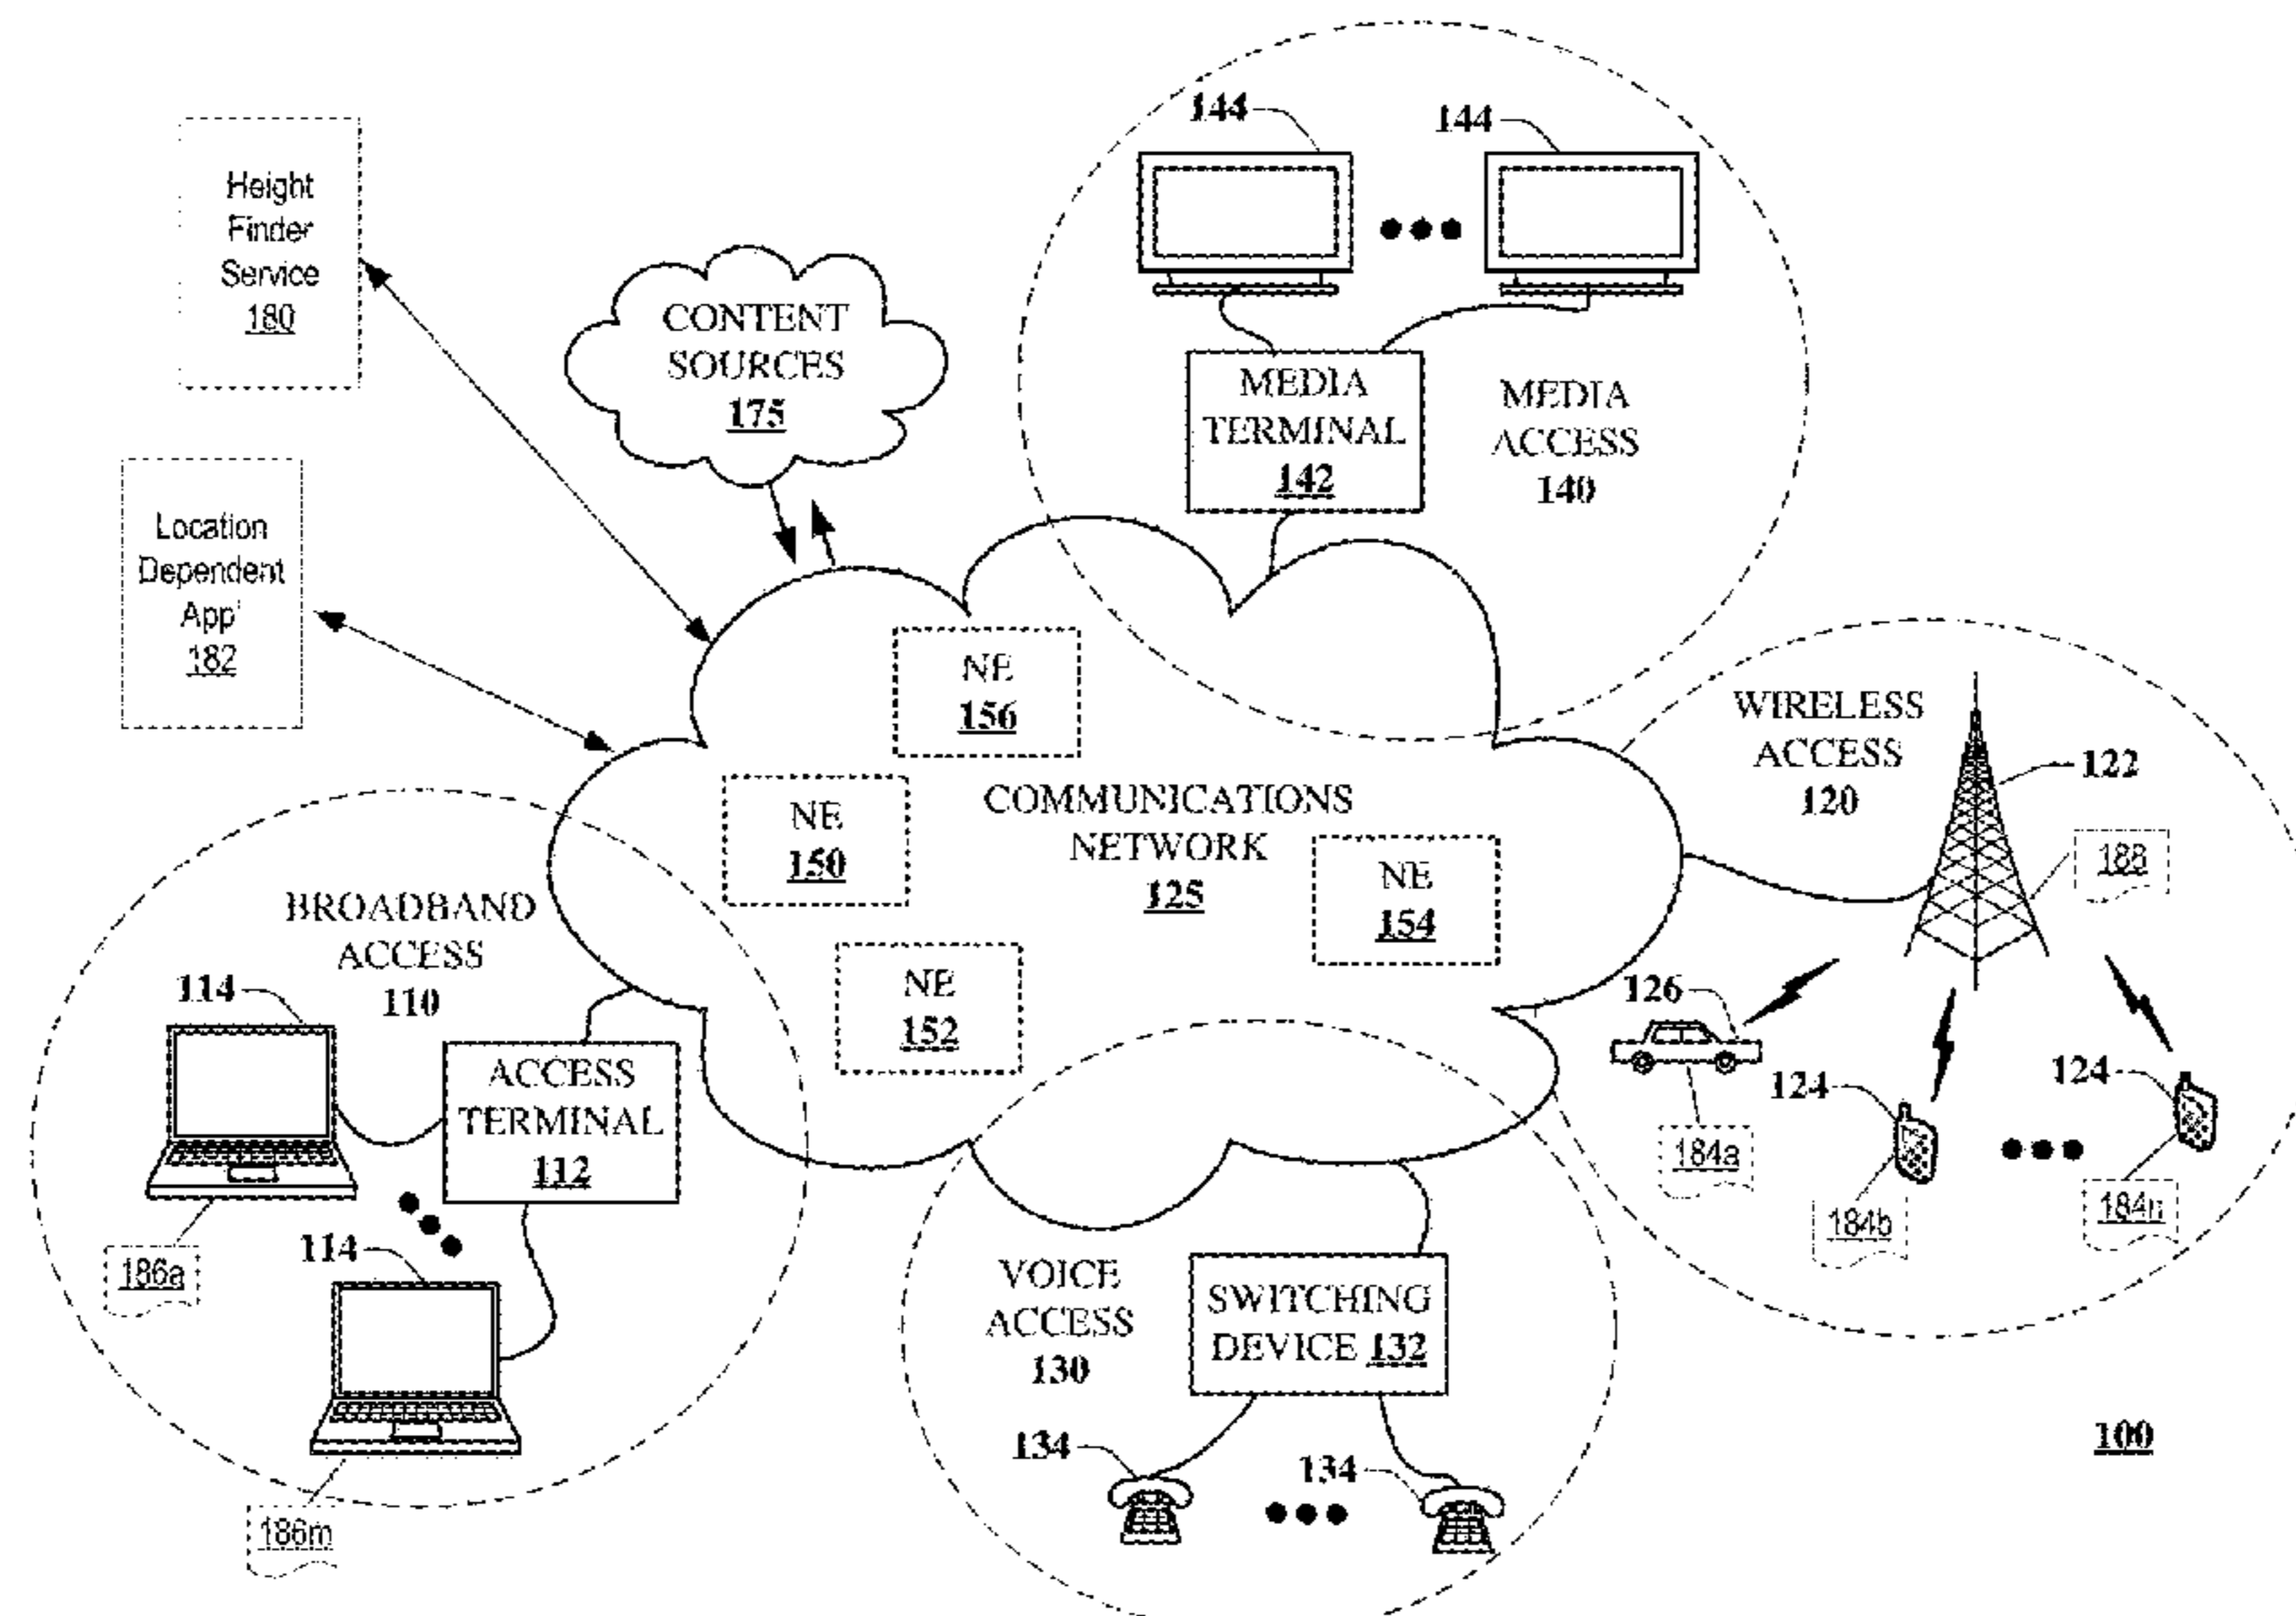 144
144
Height
Finder
Service
180
CONTENT
SOURCES
175
MEDIA
TERMINAL
142
MEDIA
ACCESS
140
Location
Dependent
App'
182
NE
156
WIRELESS
ACCESS
120
122
NE
150
COMMUNICATIONS
NETWORK
125
NE
154
188
BROADBAND
ACCESS
110
114
NE
152
126
ACCESS
TERMINAL
112
124
124
184a
184b
184n
186a
114
VOICE
ACCESS
130
SWITCHING
DEVICE 132
134
134
100
186m